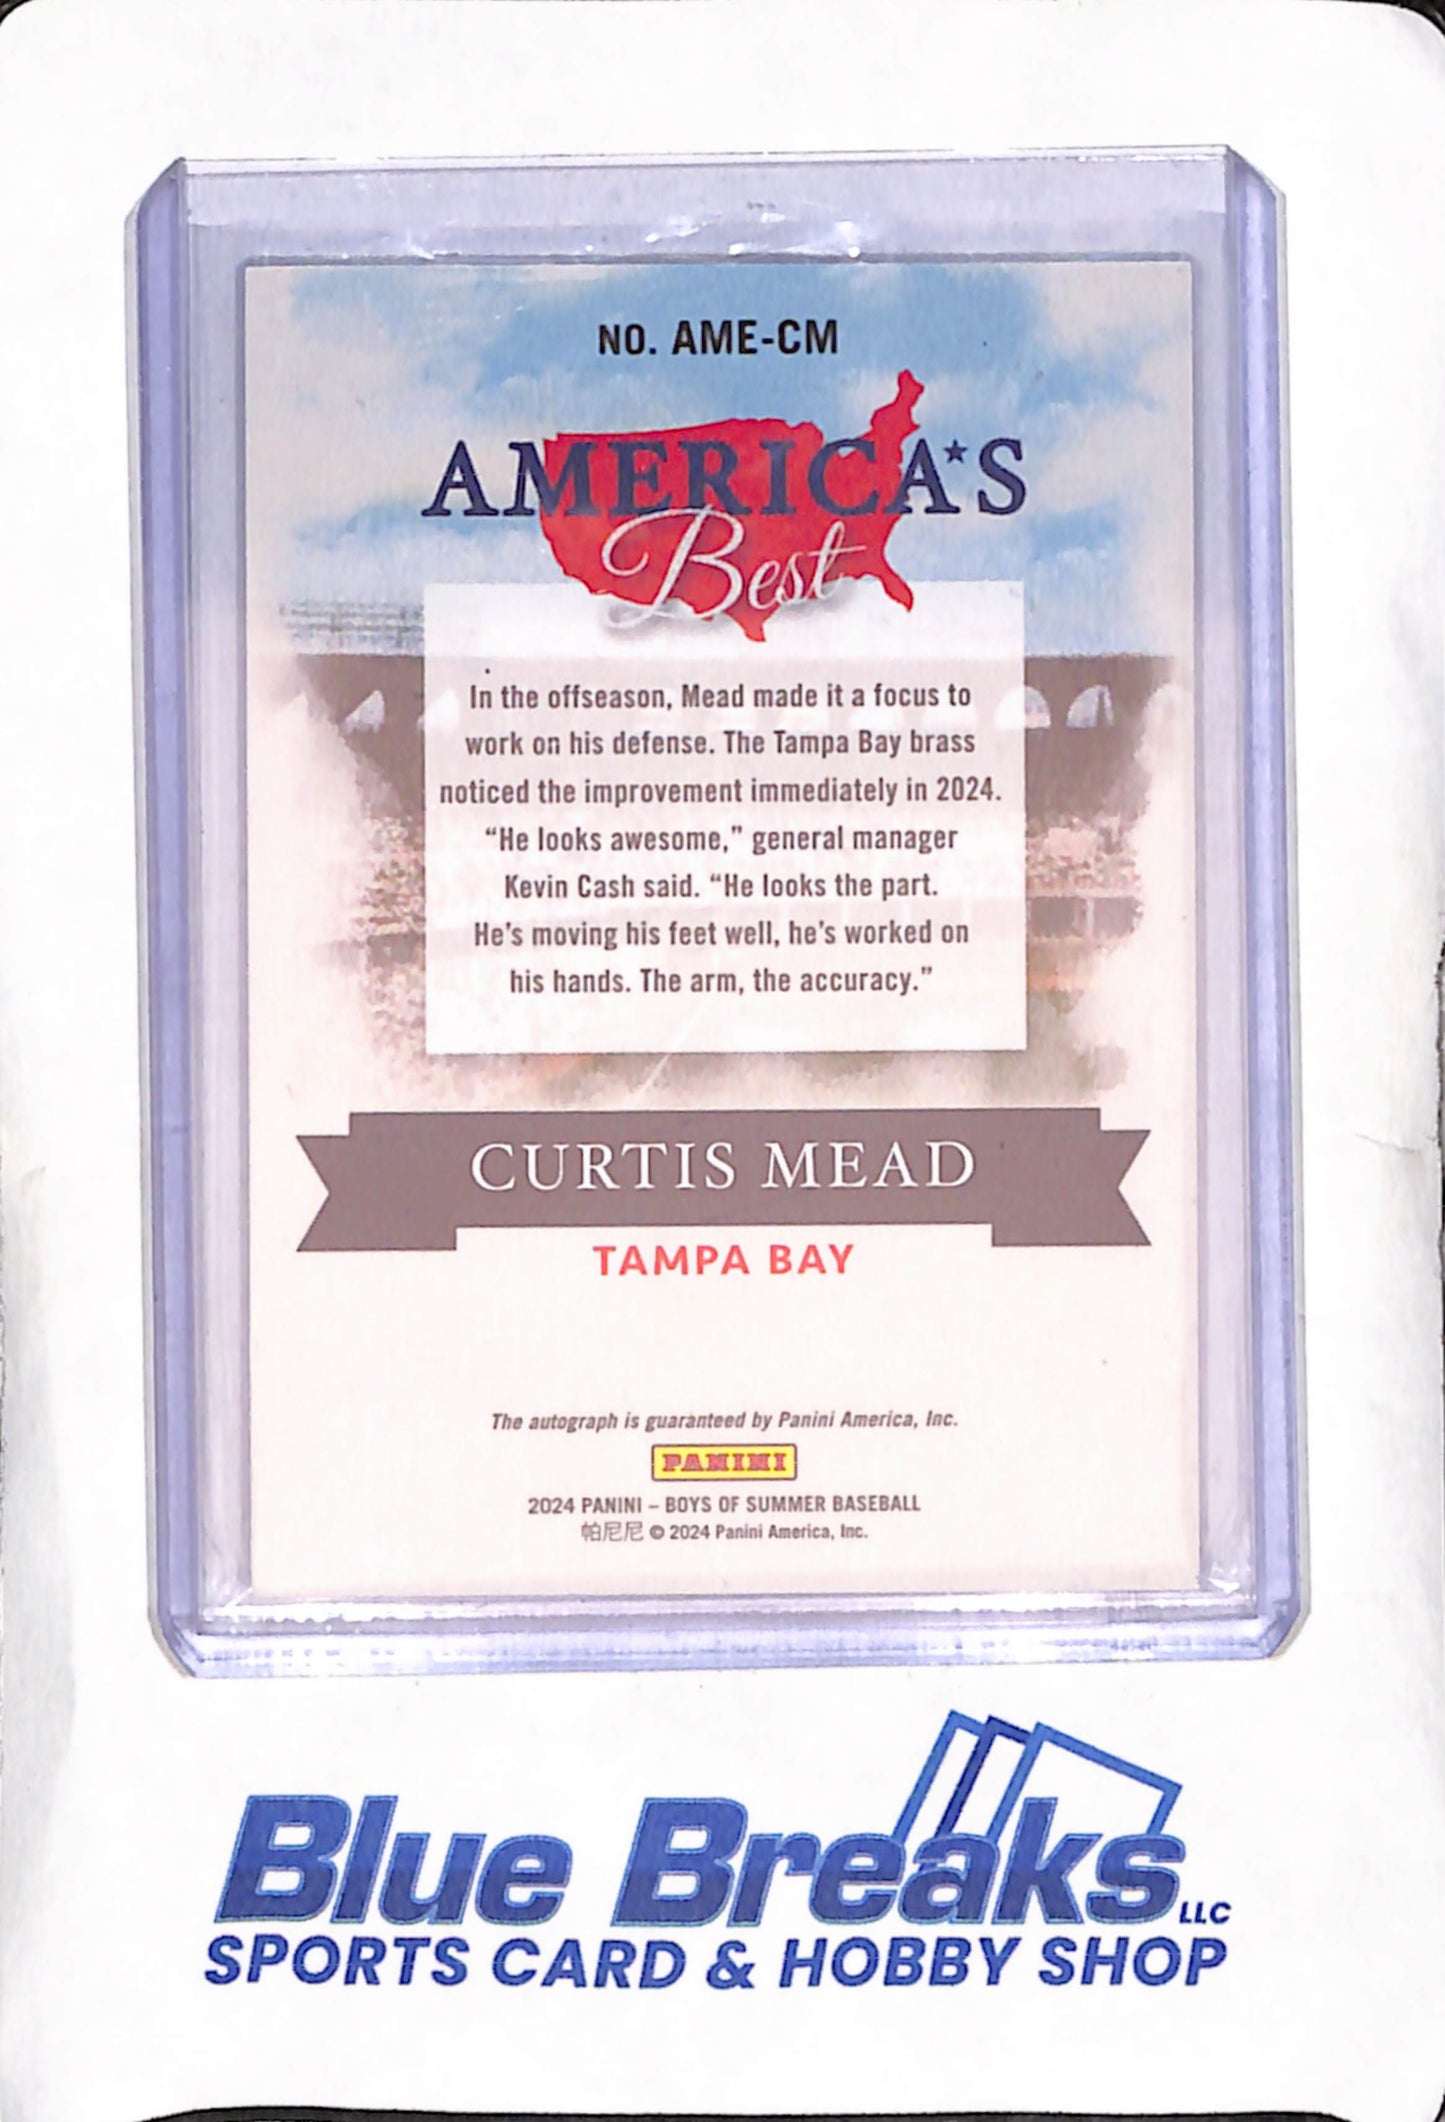 NO. AME-CM
AMERICA★S
Best
In the offseason, Mead made it a focus to
work on his defense. The Tampa Bay brass
noticed the improvement immediately in 2024.
“He looks awesome,” general manager
Kevin Cash said. “He looks the part.
He’s moving his feet well, he’s worked on
his hands. The arm, the accuracy.”
CURTIS MEAD
TAMPA BAY
The autograph is guaranteed by Panini America, Inc.
PANINI
2024 PANINI – BOYS OF SUMMER BASEBALL
帕尼尼 © 2024 Panini America, Inc.
Blue Breaks LLC
SPORTS CARD & HOBBY SHOP